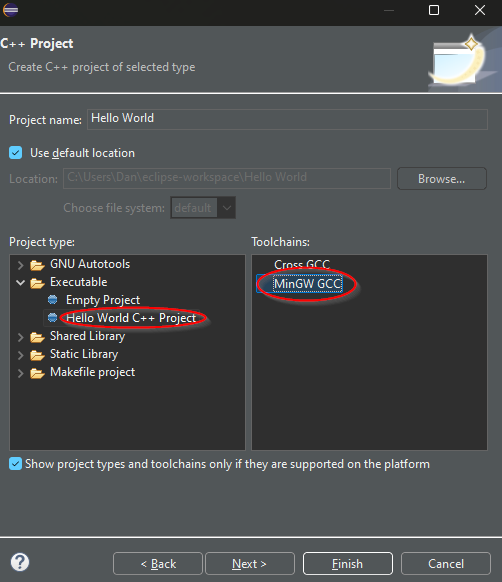 C++ Project
Create C++ project of selected type
Project name: Hello World
Use default location
Location: C:\Users\Dan\eclipse-workspace\Hello World Browse...
Choose file system: default
Project type: Toolchains:
GNU Autotools Cross GCC
Executable MinGW GCC
Empty Project
Hello World C++ Project
Shared Library
Static Library
Makefile project
Show project types and toolchains only if they are supported on the platform
? < Back Next > Finish Cancel